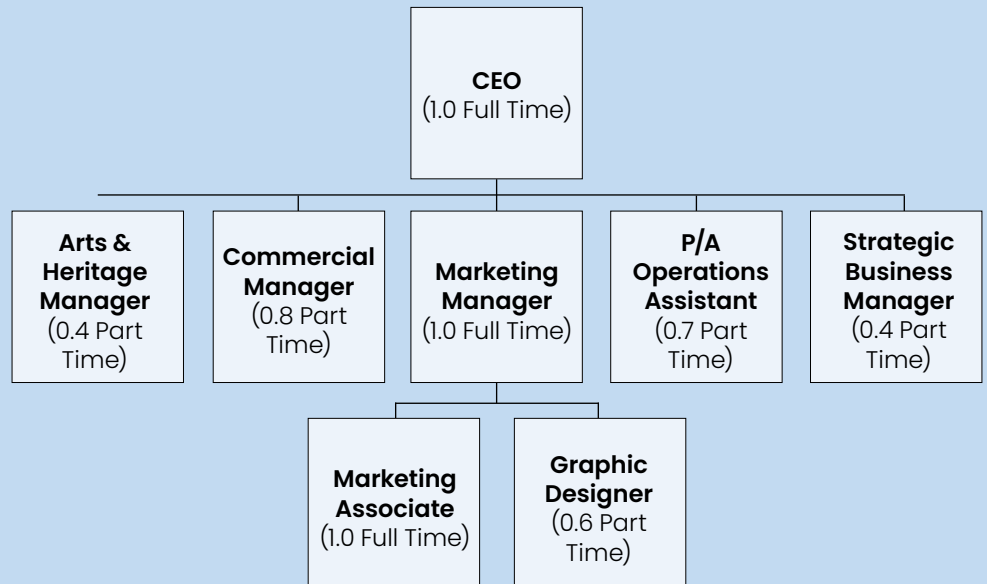 CEO
(1.0 Full Time)
Arts &
Heritage
Manager
(0.4 Part
Time)
Commercial
Manager
(0.8 Part
Time)
Marketing
Manager
(1.0 Full Time)
P/A
Operations
Assistant
(0.7 Part
Time)
Strategic
Business
Manager
(0.4 Part
Time)
Marketing
Associate
(1.0 Full Time)
Graphic
Designer
(0.6 Part
Time)